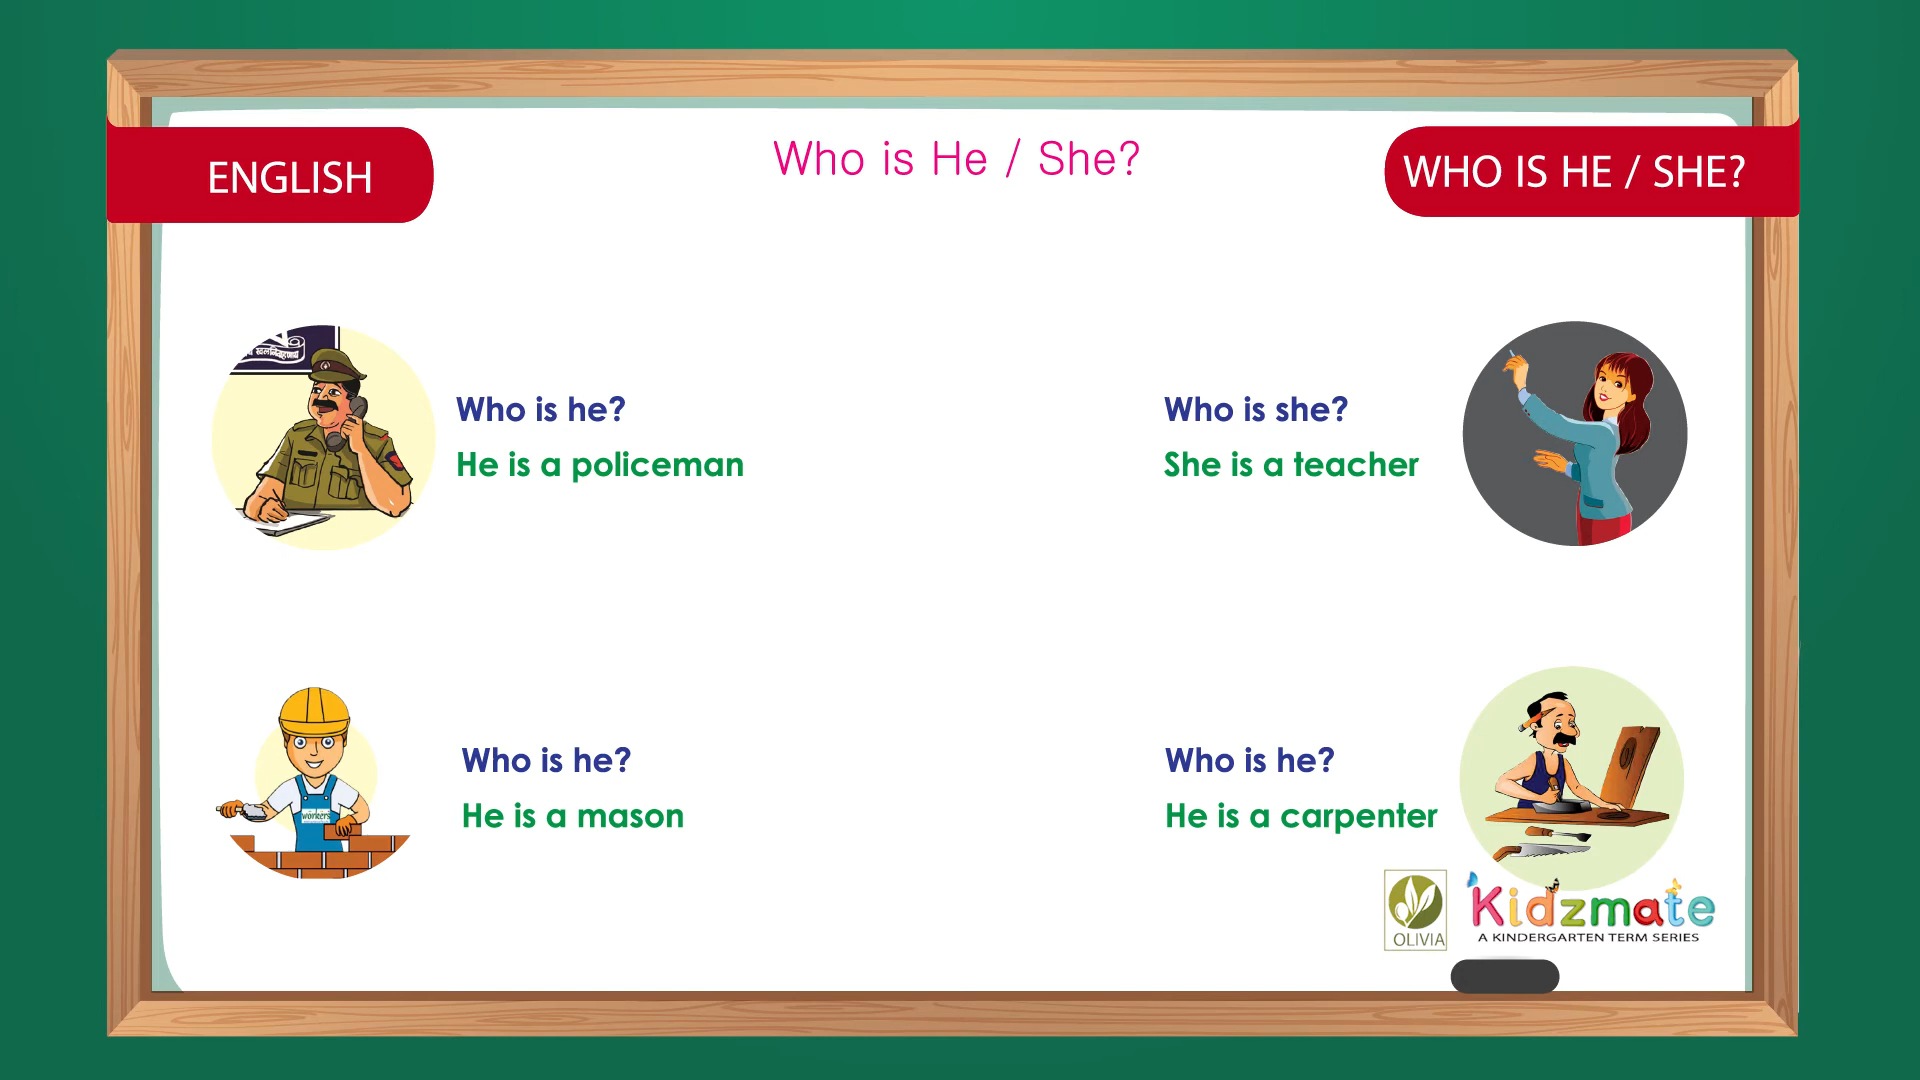 ENGLISH
Who is He / She?
WHO IS HE / SHE?
Who is he?
He is a policeman
Who is she?
She is a teacher
Who is he?
He is a mason
workers
Who is he?
He is a carpenter
OLIVIA
Kidzmate
A KINDERGARTEN TERM SERIES